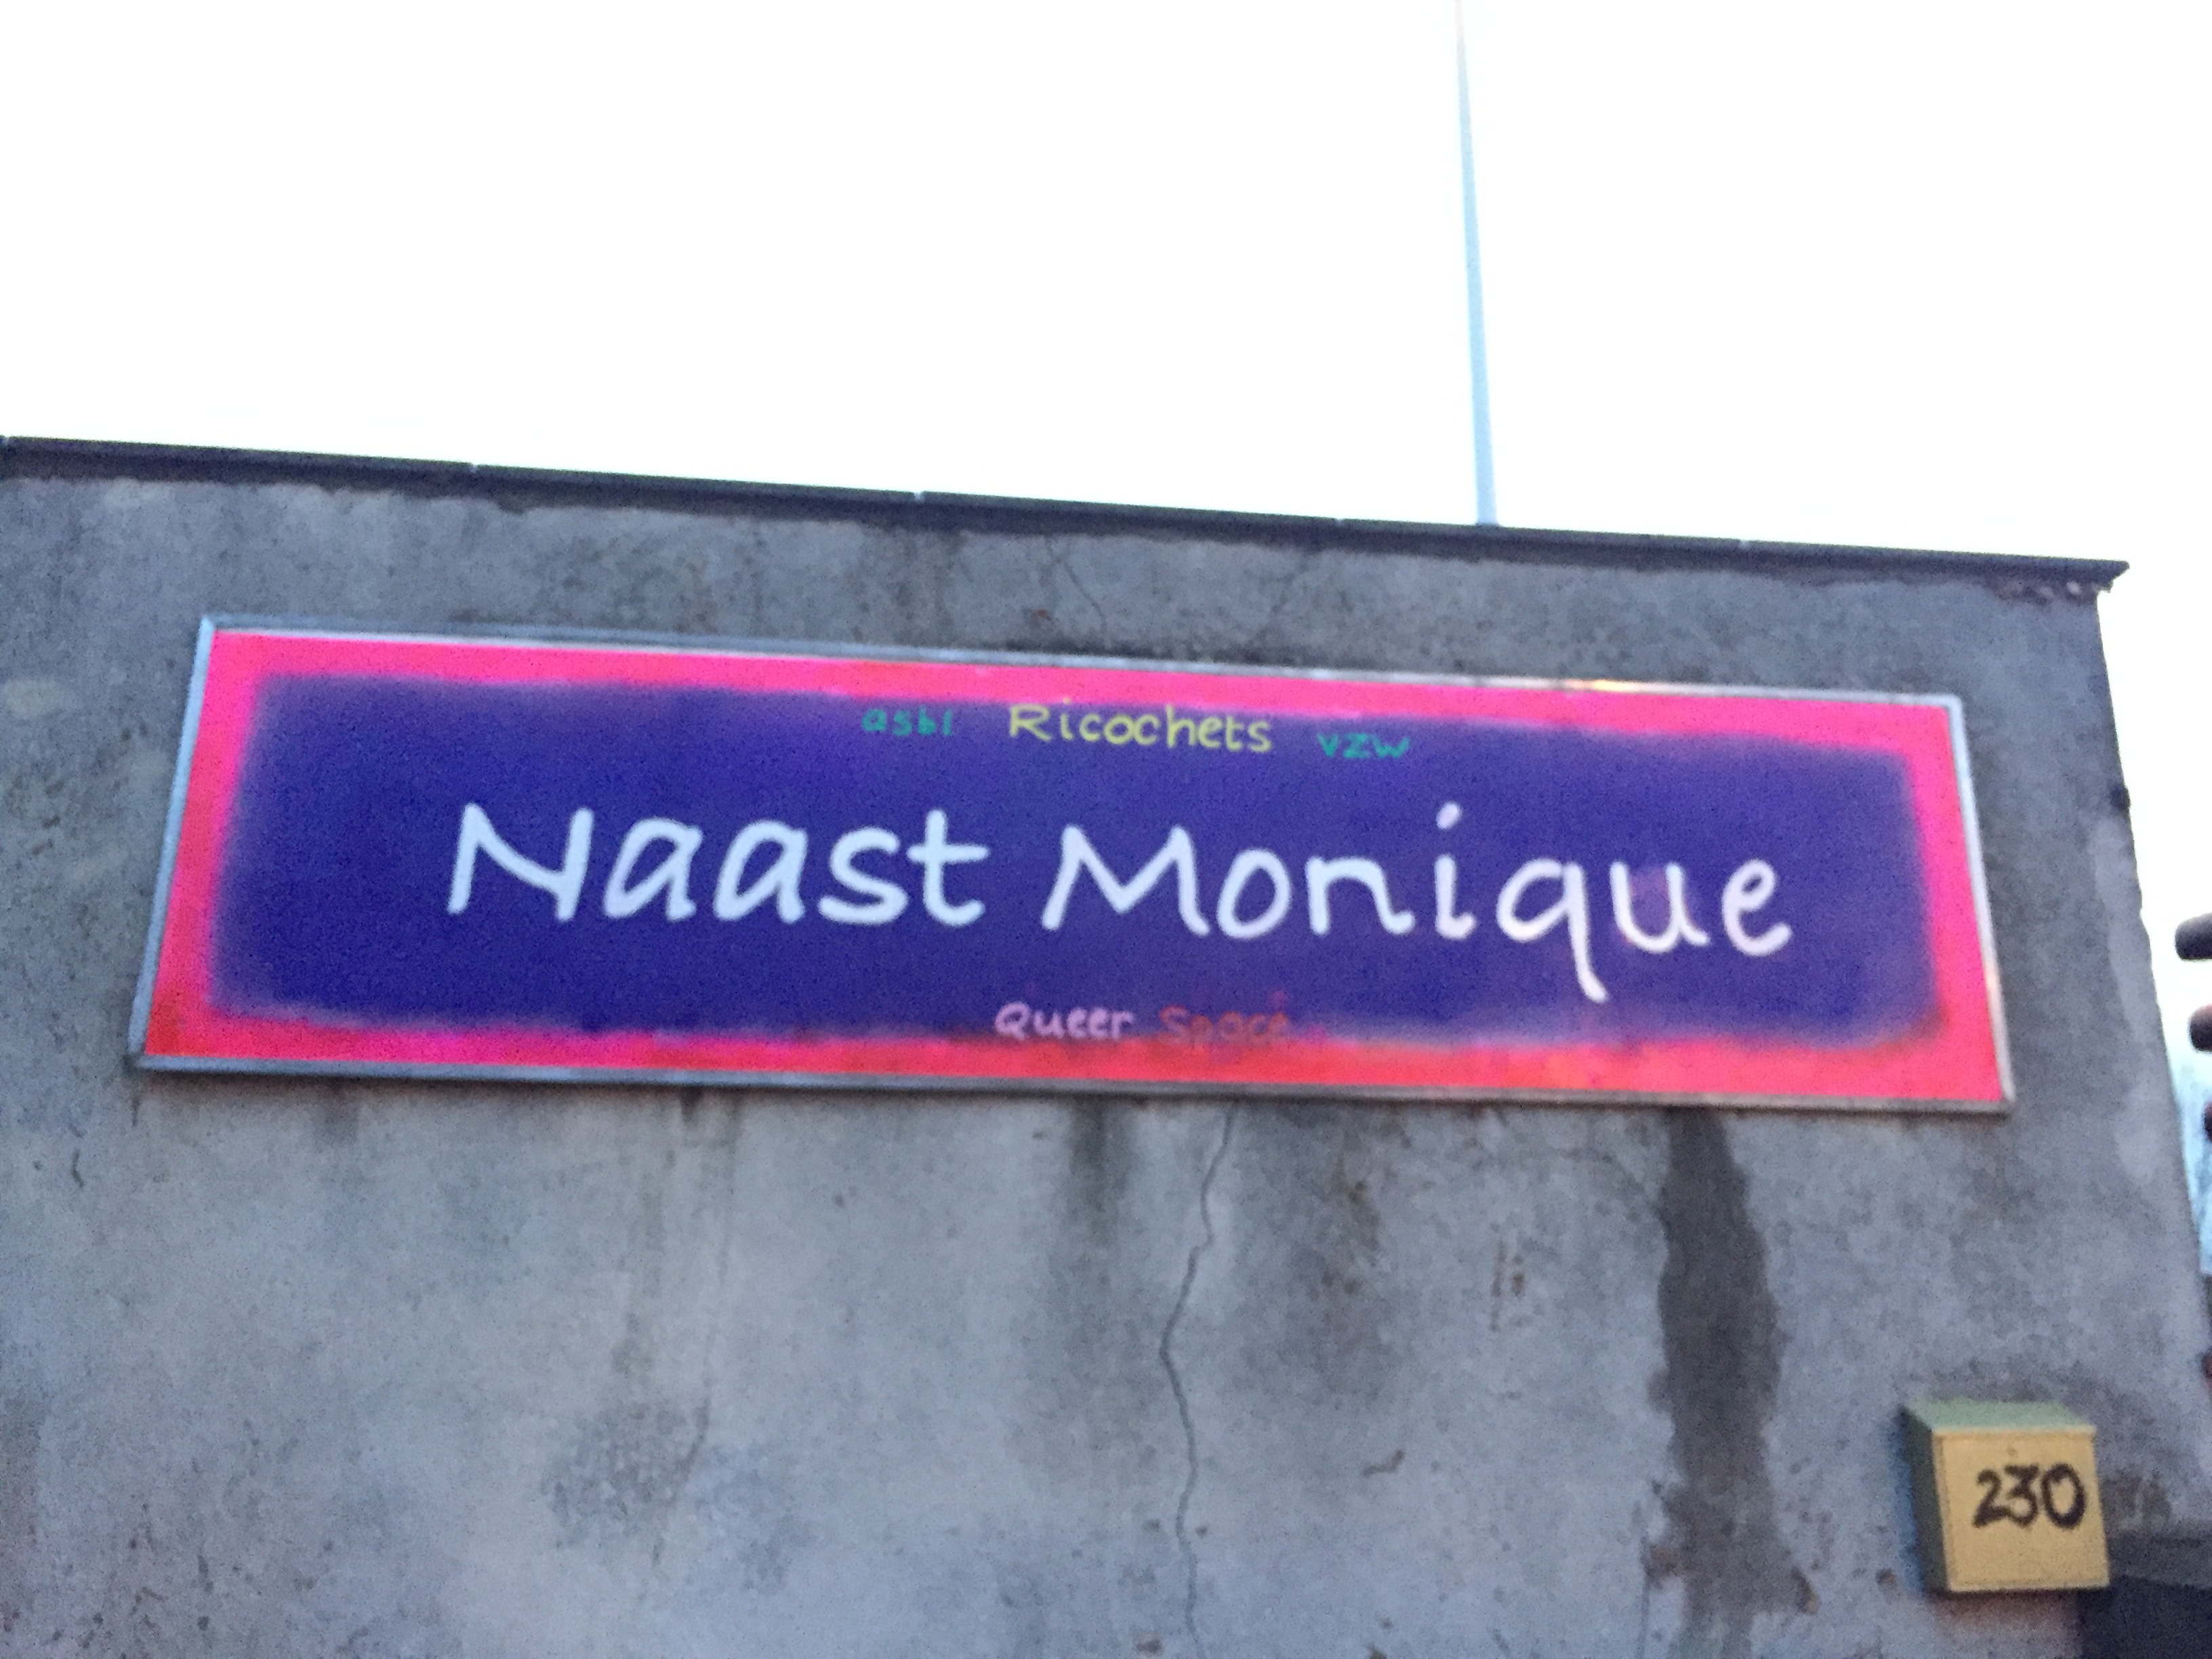 asbl Ricochets vzw
Naast Monique
Queer Space
230